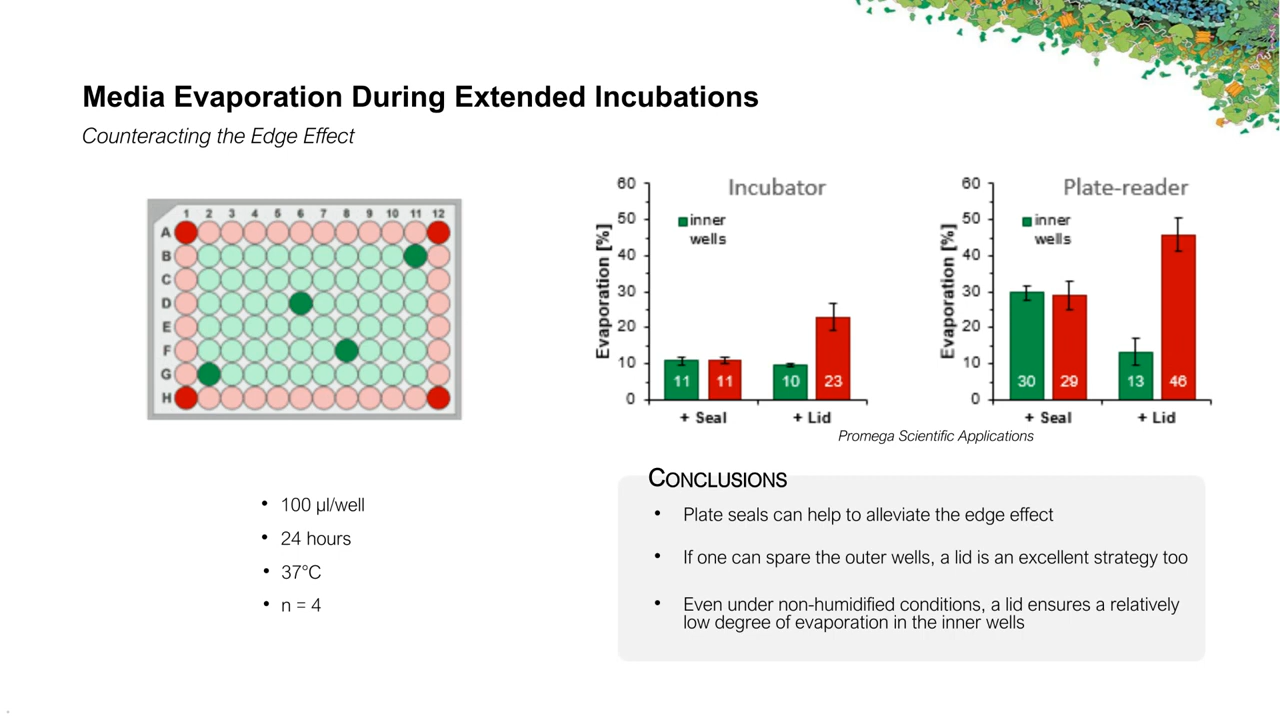 Media Evaporation During Extended Incubations
Counteracting the Edge Effect
1 2 3 4 5 6 7 8 9 10 11 12
A
B
C
D
E
F
G
H
100 µl/well
24 hours
37°C
n = 4
Incubator
Evaporation [%]
60
50
40
30
20
10
0
inner
wells
11 11 10 23
+ Seal + Lid
Plate-reader
Evaporation [%]
60
50
40
30
20
10
0
inner
wells
30 29 13 46
+ Seal + Lid
Promega Scientific Applications
CONCLUSIONS
• Plate seals can help to alleviate the edge effect
• If one can spare the outer wells, a lid is an excellent strategy too
• Even under non-humidified conditions, a lid ensures a relatively
low degree of evaporation in the inner wells